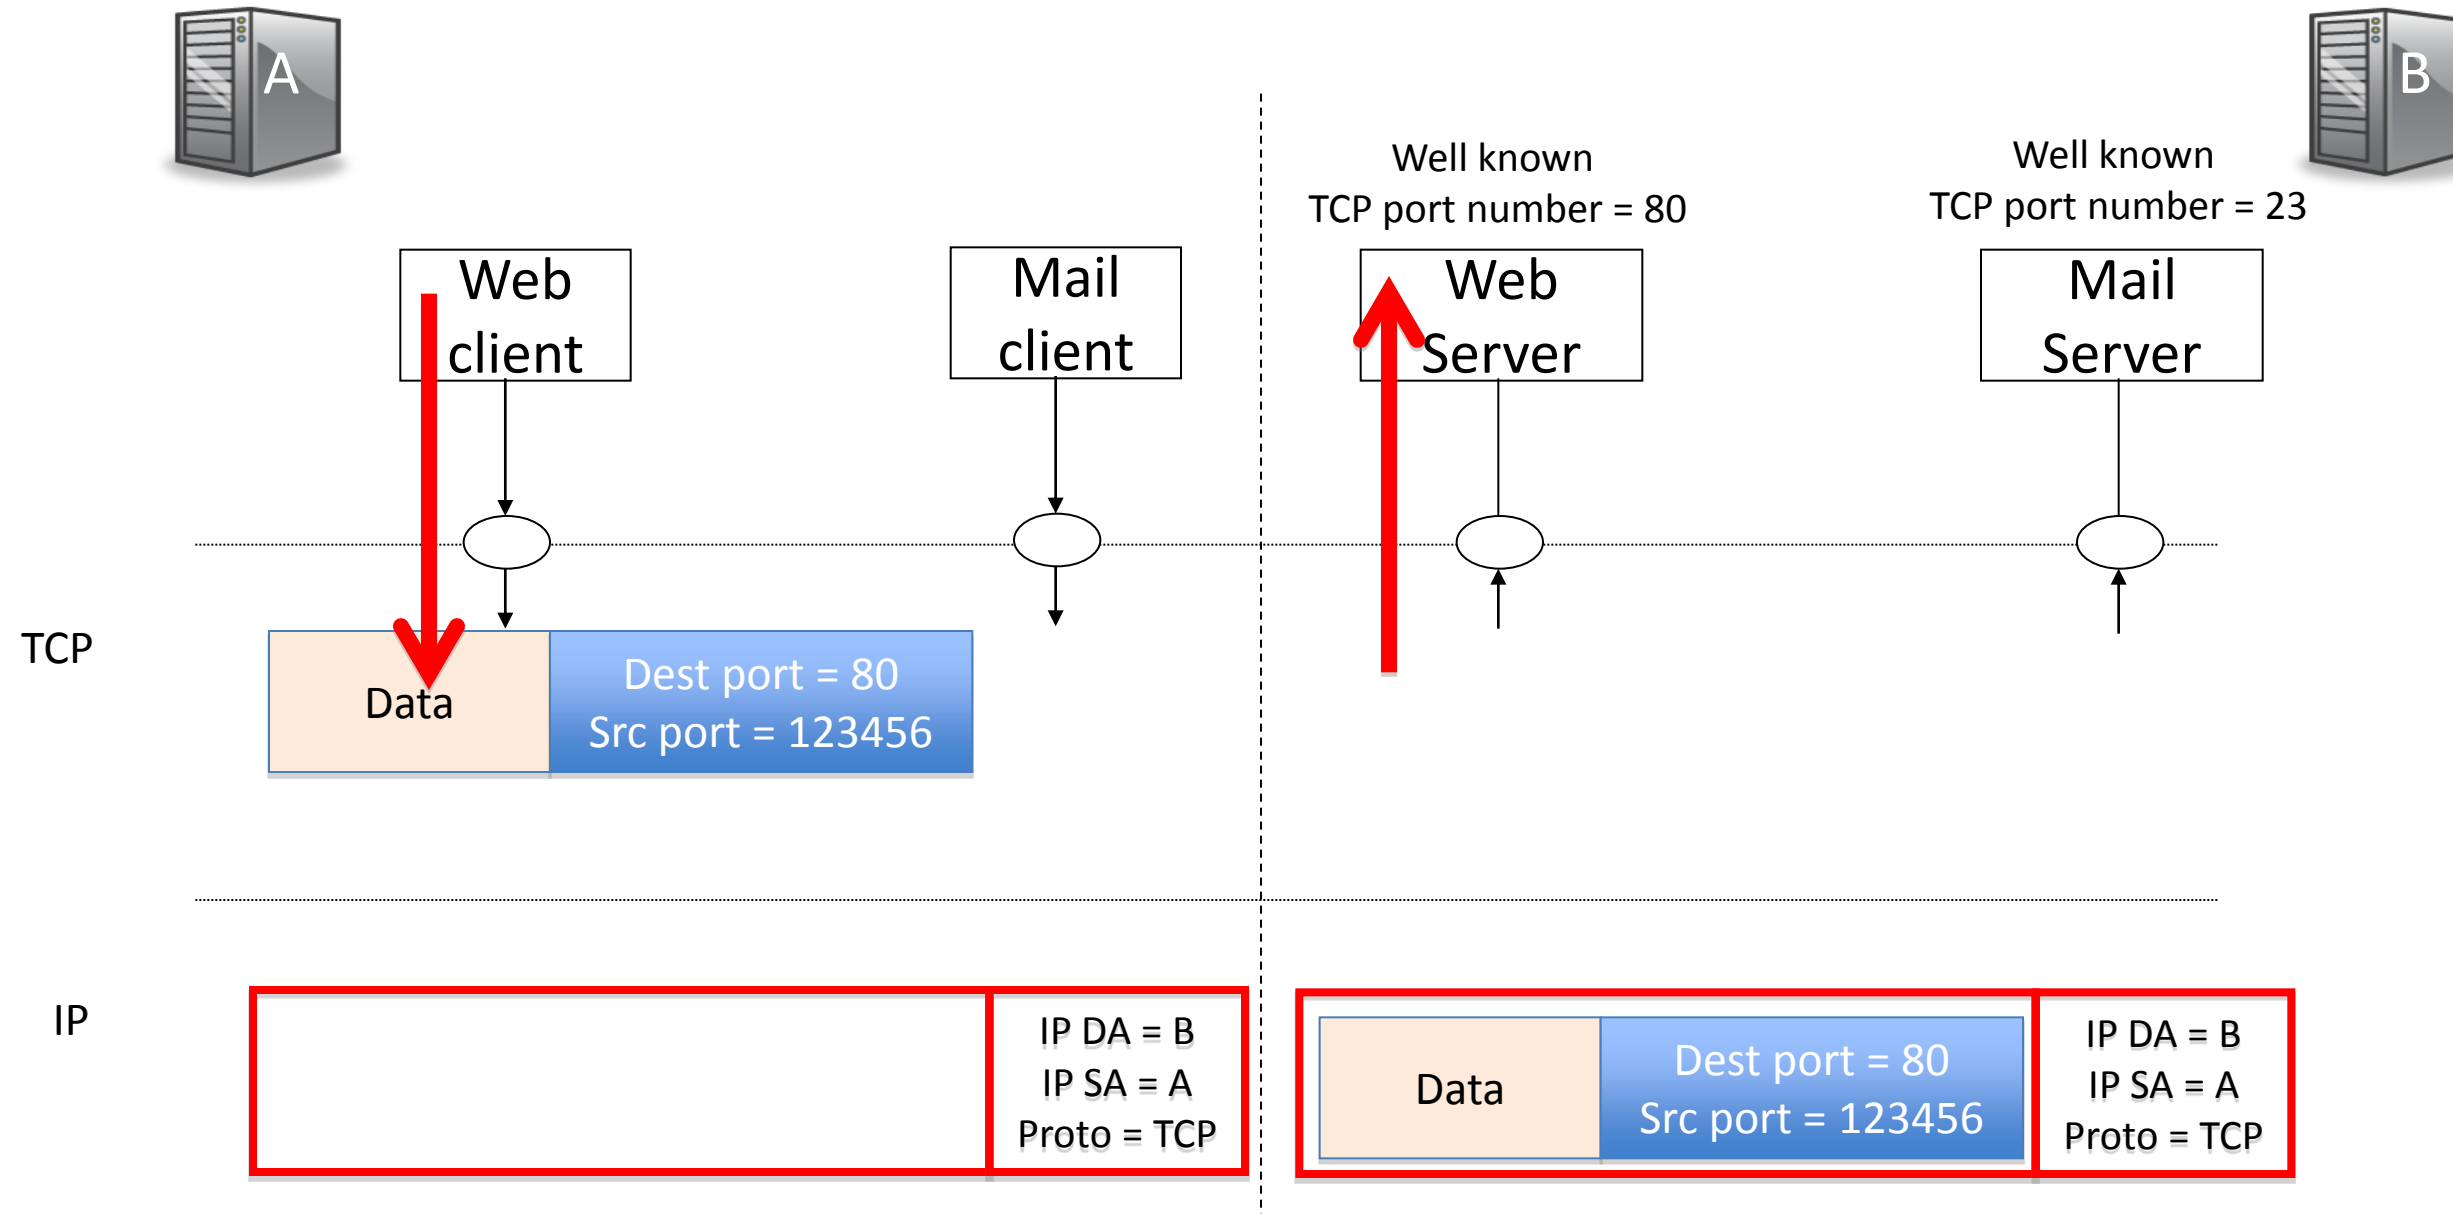 A
B
Well known
TCP port number = 80
Well known
TCP port number = 23
Web
client
Mail
client
Web
Server
Mail
Server
TCP
Data
Dest port = 80
Src port = 123456
IP
IP DA = B
IP SA = A
Proto = TCP
Data
Dest port = 80
Src port = 123456
IP DA = B
IP SA = A
Proto = TCP